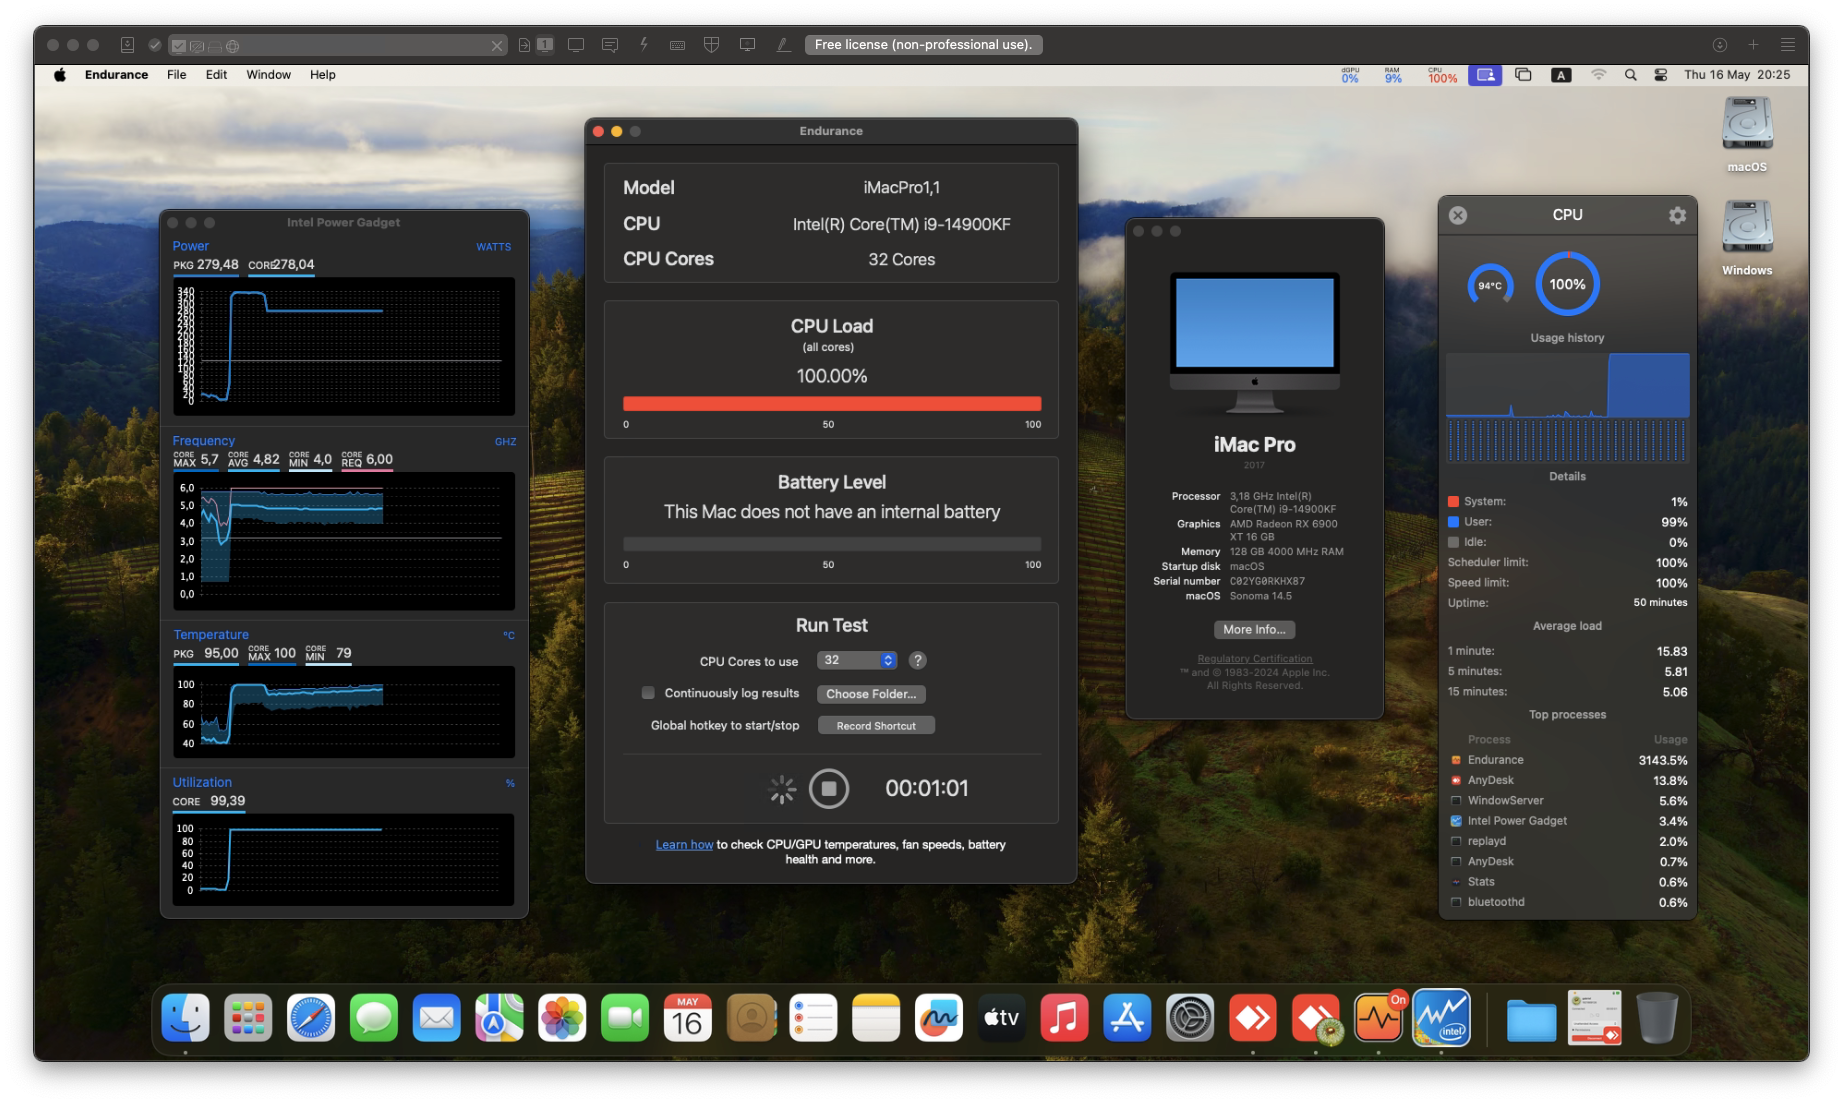 1
Free license (non-professional use).
Endurance File Edit Window Help
dGPU RAM CPU
0% 9% 100% A Thu 16 May 20:25
macOS
Windows
Intel Power Gadget
Power WATTS
PKG 279,48 CORE 278,04
340
320
300
280
260
240
220
200
180
160
140
120
100
80
60
40
20
0
Frequency GHZ
CORE MAX 5,7 CORE AVG 4,82 CORE MIN 4,0 CORE REQ 6,00
6,0
5,0
4,0
3,0
2,0
1,0
0,0
Temperature °C
PKG 95,00 CORE MAX 100 CORE MIN 79
100
80
60
40
Utilization %
CORE 99,39
100
80
60
40
20
0
Endurance
Model iMacPro1,1
CPU Intel(R) Core(TM) i9-14900KF
CPU Cores 32 Cores
CPU Load
(all cores)
100.00%
0 50 100
Battery Level
This Mac does not have an internal battery
0 50 100
Run Test
CPU Cores to use 32 ?
Continuously log results Choose Folder...
Global hotkey to start/stop Record Shortcut
00:01:01
Learn how to check CPU/GPU temperatures, fan speeds, battery
health and more.
iMac Pro
2017
Processor 3,18 GHz Intel(R)
Core(TM) i9-14900KF
Graphics AMD Radeon RX 6900
XT 16 GB
Memory 128 GB 4000 MHz RAM
Startup disk macOS
Serial number C02YG0RKHX87
macOS Sonoma 14.5
More Info...
Regulatory Certification
™ and © 1983-2024 Apple Inc.
All Rights Reserved.
CPU
94°C 100%
Usage history
Details
System: 1%
User: 99%
Idle: 0%
Scheduler limit: 100%
Speed limit: 100%
Uptime: 50 minutes
Average load
1 minute: 15.83
5 minutes: 5.81
15 minutes: 5.06
Top processes
Process Usage
Endurance 3143.5%
AnyDesk 13.8%
WindowServer 5.6%
Intel Power Gadget 3.4%
replayd 2.0%
AnyDesk 0.7%
Stats 0.6%
bluetoothd 0.6%
MAY
16
tv
On
intel